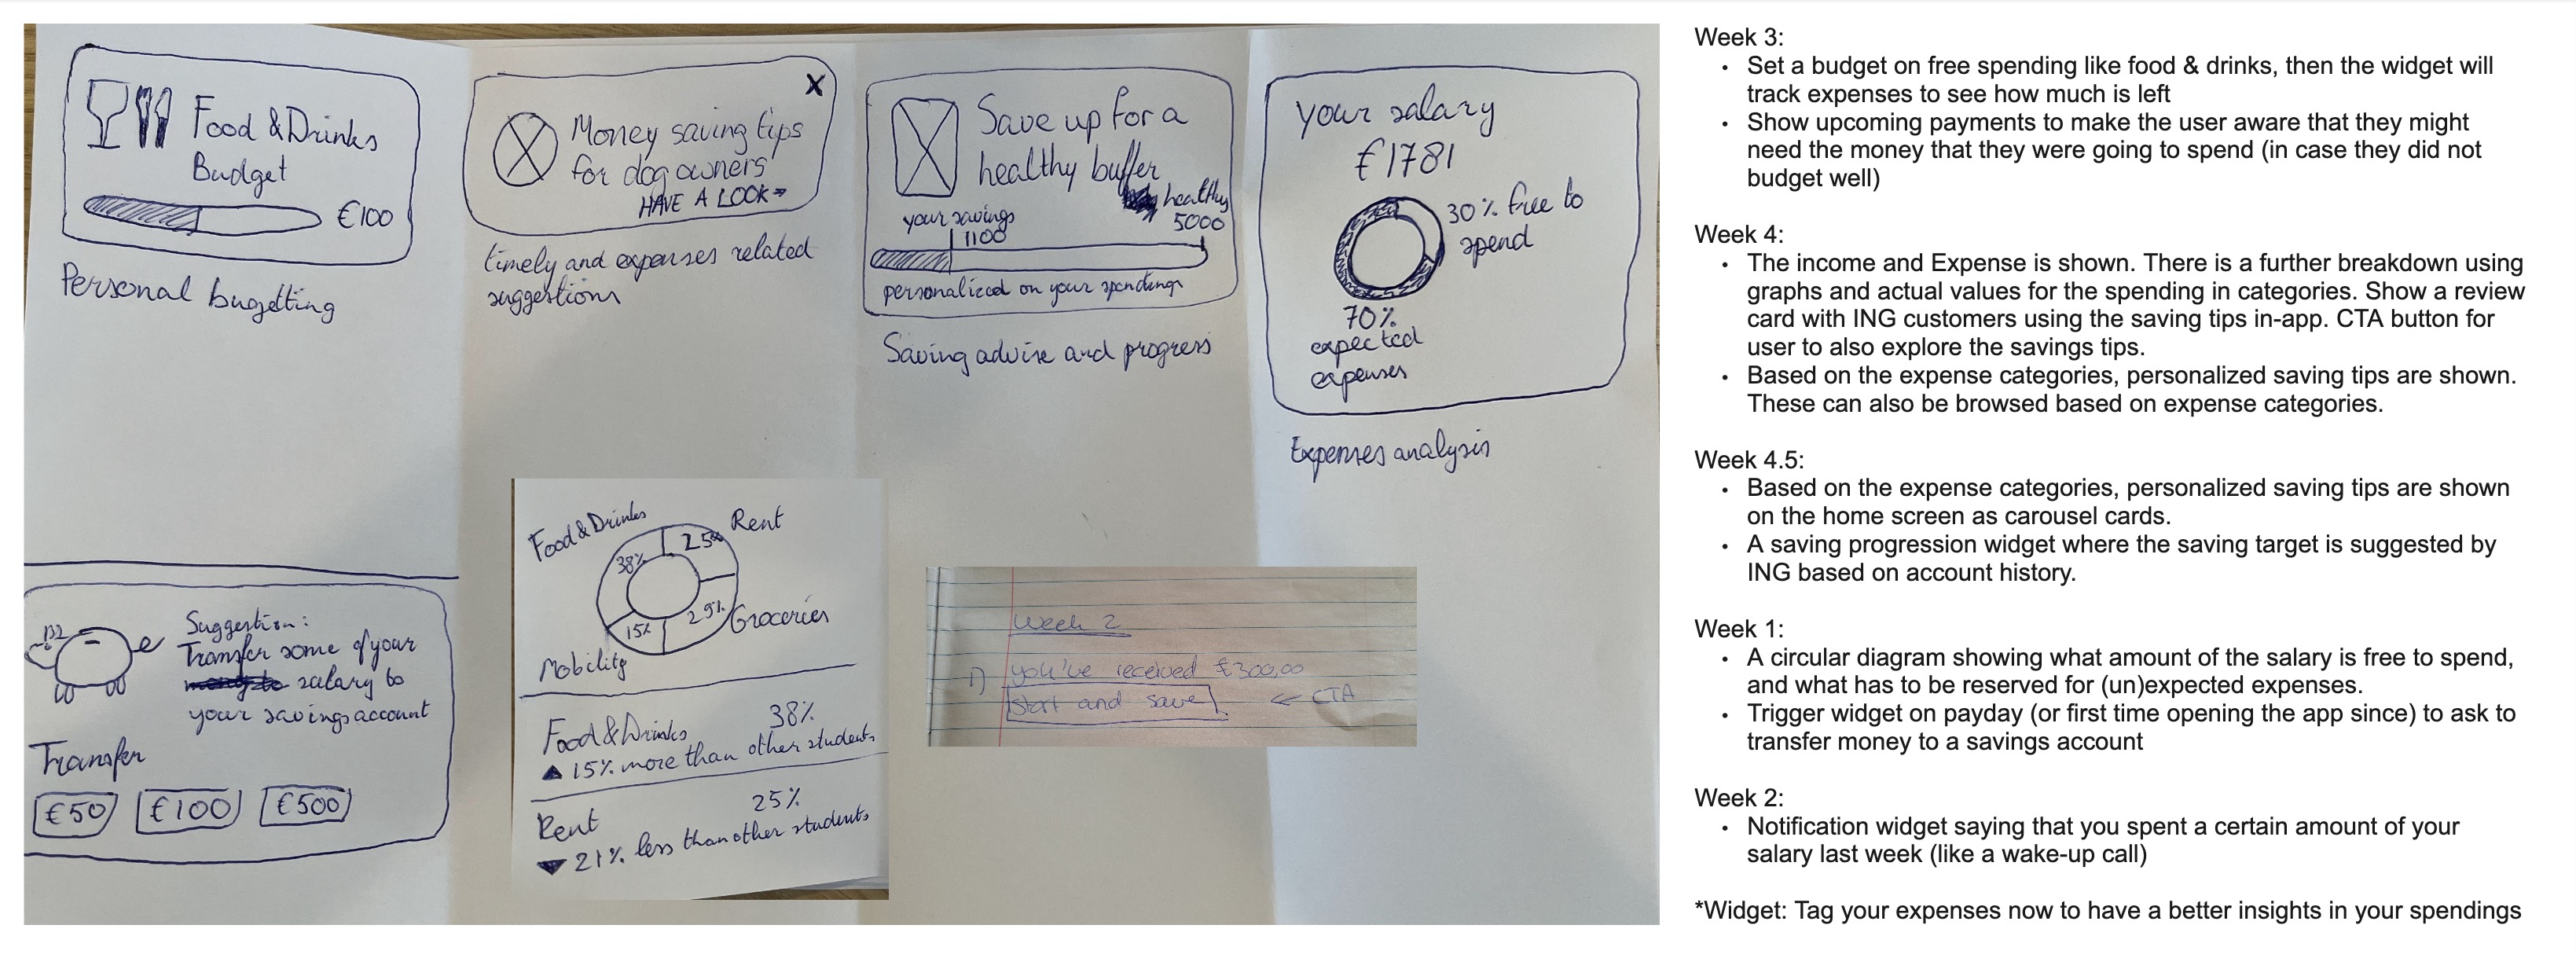 Food & Drinks
Budget
€100
Personal bugetting
X
Money saving tips
for dog owners
HAVE A LOOK
timely and expenses related
suggestions
Save up for a
healthy buffer
your savings
1100
healthy
5000
personalized on your spendings
Saving advise and progress
your salary
€1781
30% free to
spend
70%
expected
expenses
Expenses analysis
Suggestion:
Transfer some of your
salary to
your savings account
Transfer
€50
€100
€500
Food & Drinks
Rent
38%
25%
15%
Groceries
Mobility
Food & Drinks 38%
15% more than other students
Rent 25%
21% less than other students
Week 2
1) you've received €300,00
Start and save ← CTA
Week 3:
• Set a budget on free spending like food & drinks, then the widget will
track expenses to see how much is left
• Show upcoming payments to make the user aware that they might
need the money that they were going to spend (in case they did not
budget well)
Week 4:
• The income and Expense is shown. There is a further breakdown using
graphs and actual values for the spending in categories. Show a review
card with ING customers using the saving tips in-app. CTA button for
user to also explore the savings tips.
• Based on the expense categories, personalized saving tips are shown.
These can also be browsed based on expense categories.
Week 4.5:
• Based on the expense categories, personalized saving tips are shown
on the home screen as carousel cards.
• A saving progression widget where the saving target is suggested by
ING based on account history.
Week 1:
• A circular diagram showing what amount of the salary is free to spend,
and what has to be reserved for (un)expected expenses.
• Trigger widget on payday (or first time opening the app since) to ask to
transfer money to a savings account
Week 2:
• Notification widget saying that you spent a certain amount of your
salary last week (like a wake-up call)
*Widget: Tag your expenses now to have a better insights in your spendings